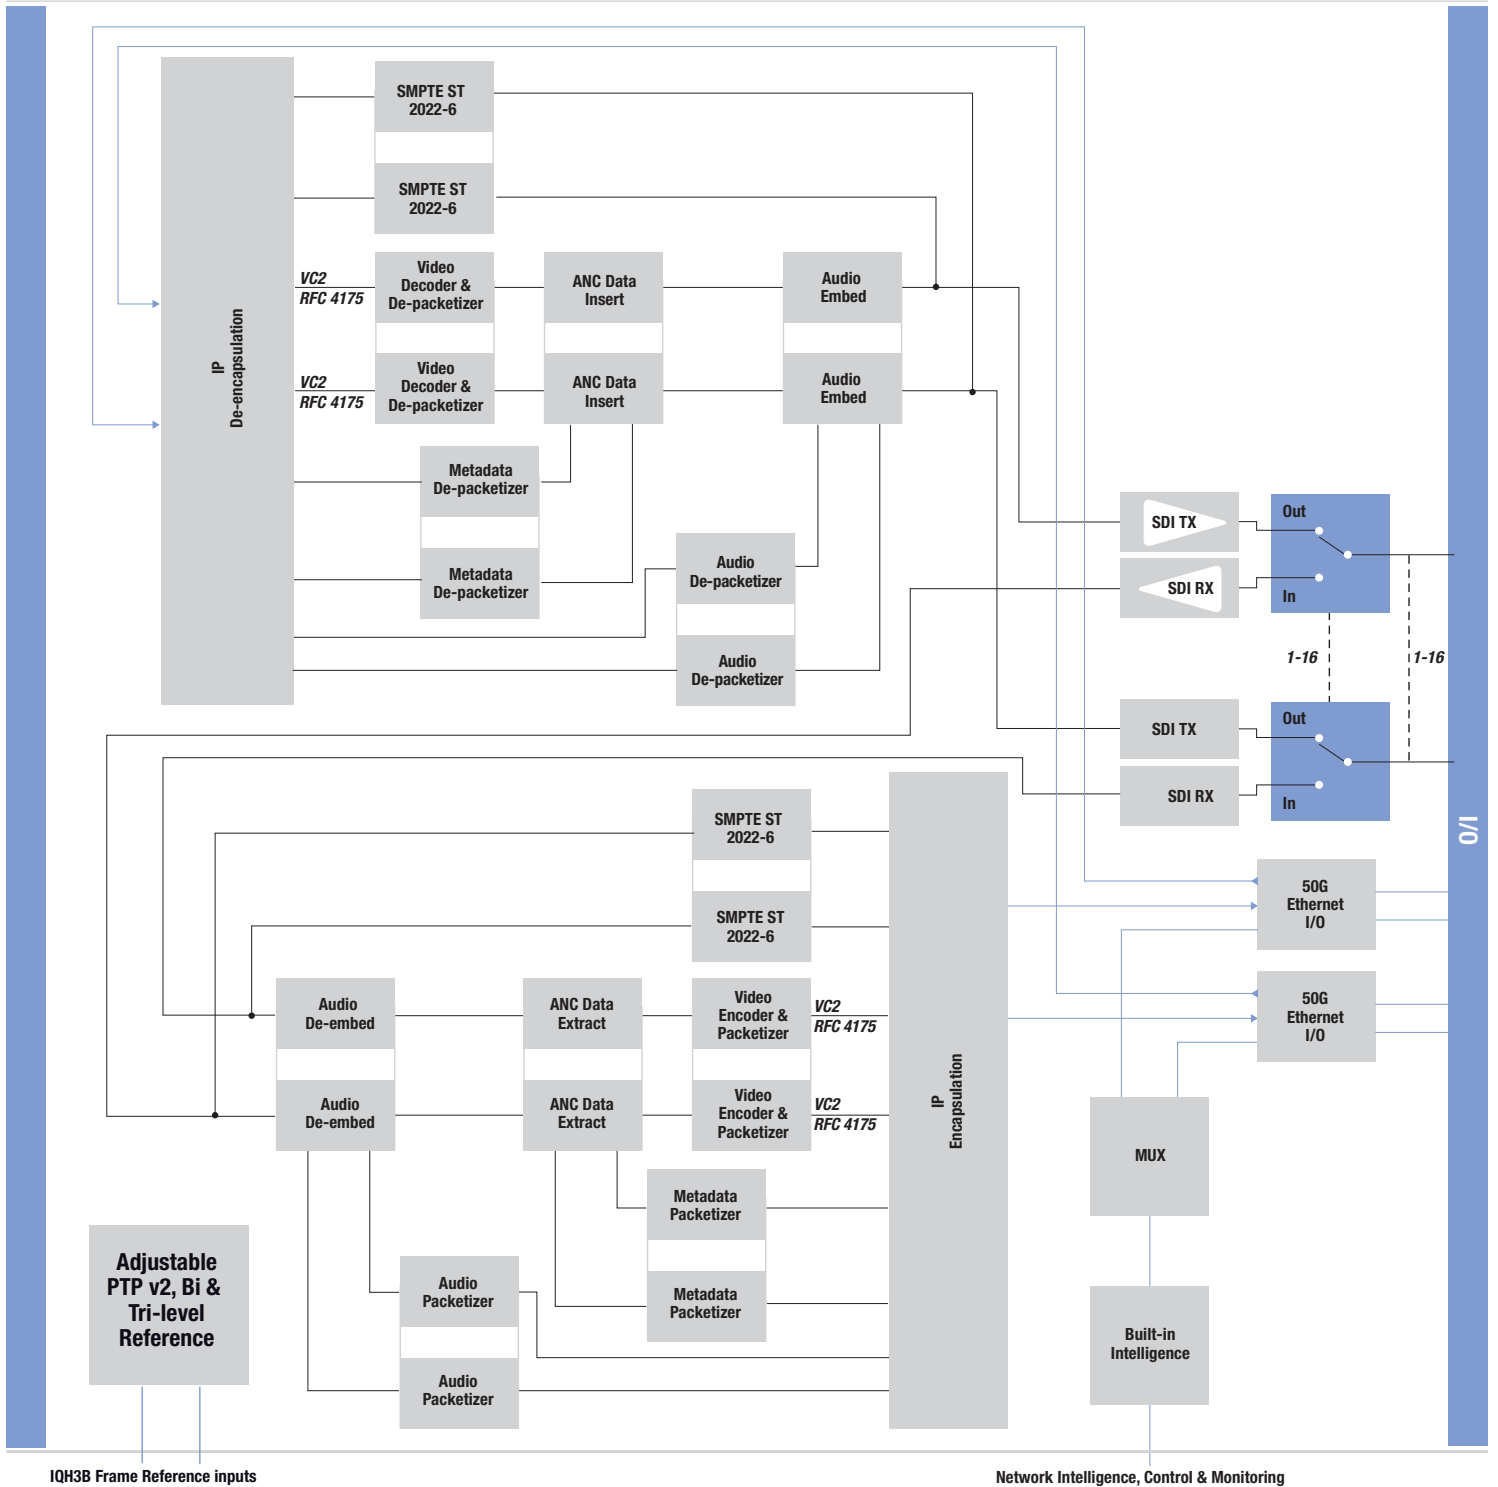 SMPTE ST
2022-6
SMPTE ST
2022-6
IP
De-encapsulation
VC2
RFC 4175
Video
Decoder &
De-packetizer
ANC Data
Insert
Audio
Embed
VC2
RFC 4175
Video
Decoder &
De-packetizer
ANC Data
Insert
Audio
Embed
Metadata
De-packetizer
Metadata
De-packetizer
Audio
De-packetizer
Audio
De-packetizer
SDI TX
SDI RX
Out
In
1-16
1-16
SDI TX
SDI RX
Out
In
I/O
SMPTE ST
2022-6
SMPTE ST
2022-6
50G
Ethernet
I/O
50G
Ethernet
I/O
Audio
De-embed
ANC Data
Extract
Video
Encoder &
Packetizer
VC2
RFC 4175
Audio
De-embed
ANC Data
Extract
Video
Encoder &
Packetizer
VC2
RFC 4175
IP
Encapsulation
MUX
Metadata
Packetizer
Metadata
Packetizer
Audio
Packetizer
Audio
Packetizer
Adjustable
PTP v2, Bi &
Tri-level
Reference
Built-in
Intelligence
IQH3B Frame Reference inputs
Network Intelligence, Control & Monitoring